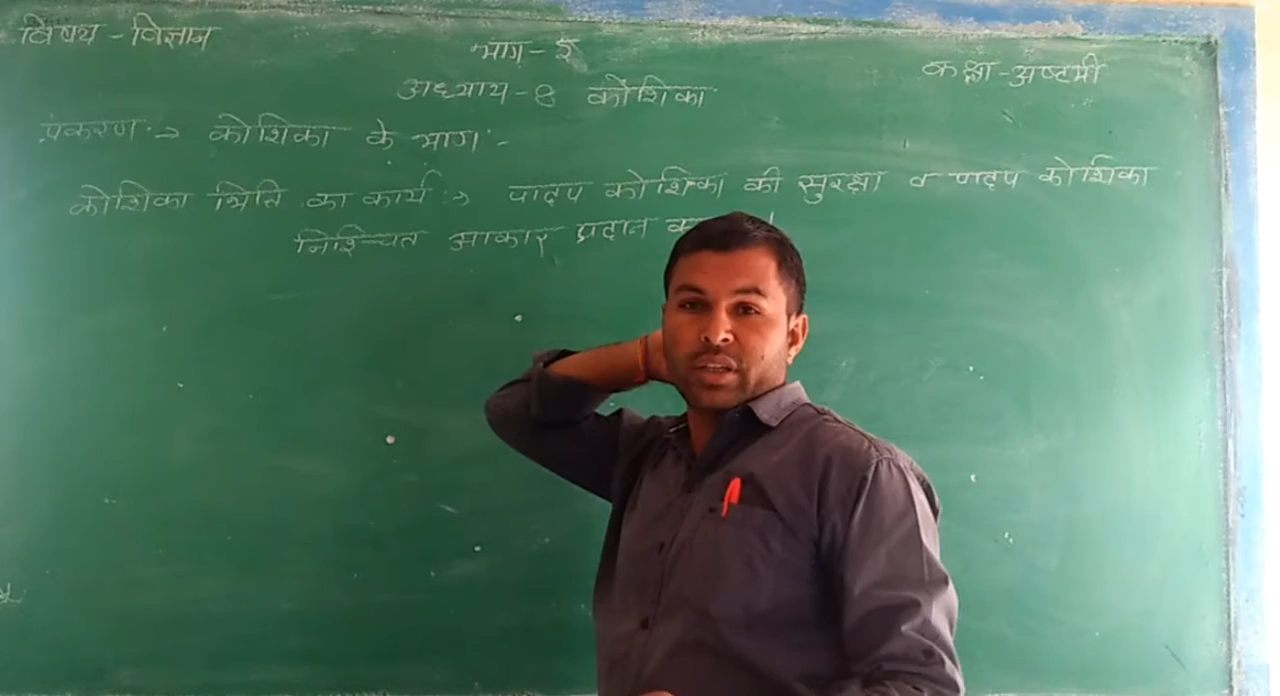 विषय - विज्ञान
भाग - 2
कक्षा - अष्टमी
अध्याय - 8 कोशिका
प्रकरण :-> कोशिका के भाग :-
कोशिका भित्ति का कार्य :-> पादप कोशिका की सुरक्षा व पादप कोशिका
निश्चित आकार प्रदान